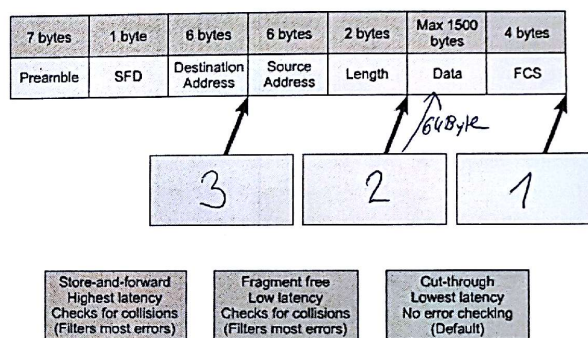 7 bytes 1 byte 6 bytes 6 bytes 2 bytes Max 1500 bytes 4 bytes
Preamble SFD Destination Address Source Address Length Data FCS
64Byte
3 2 1
Store-and-forward
Highest latency
Checks for collisions
(Filters most errors)
Fragment free
Low latency
Checks for collisions
(Filters most errors)
Cut-through
Lowest latency
No error checking
(Default)